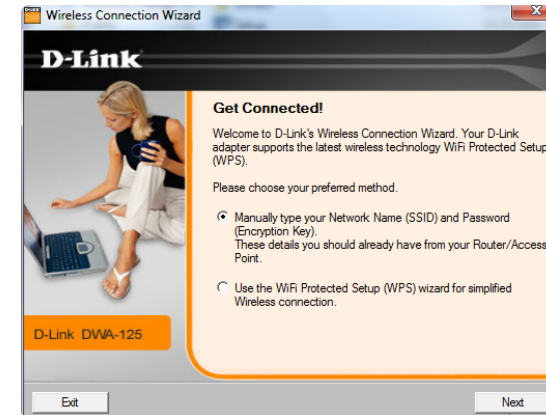 Wireless Connection Wizard
D-Link
Get Connected!
Welcome to D-Link's Wireless Connection Wizard. Your D-Link
adapter supports the latest wireless technology WiFi Protected Setup
(WPS).
Please choose your preferred method.
Manually type your Network Name (SSID) and Password
(Encryption Key).
These details you should already have from your Router/Access
Point.
Use the WiFi Protected Setup (WPS) wizard for simplified
Wireless connection.
D-Link DWA-125
Exit
Next